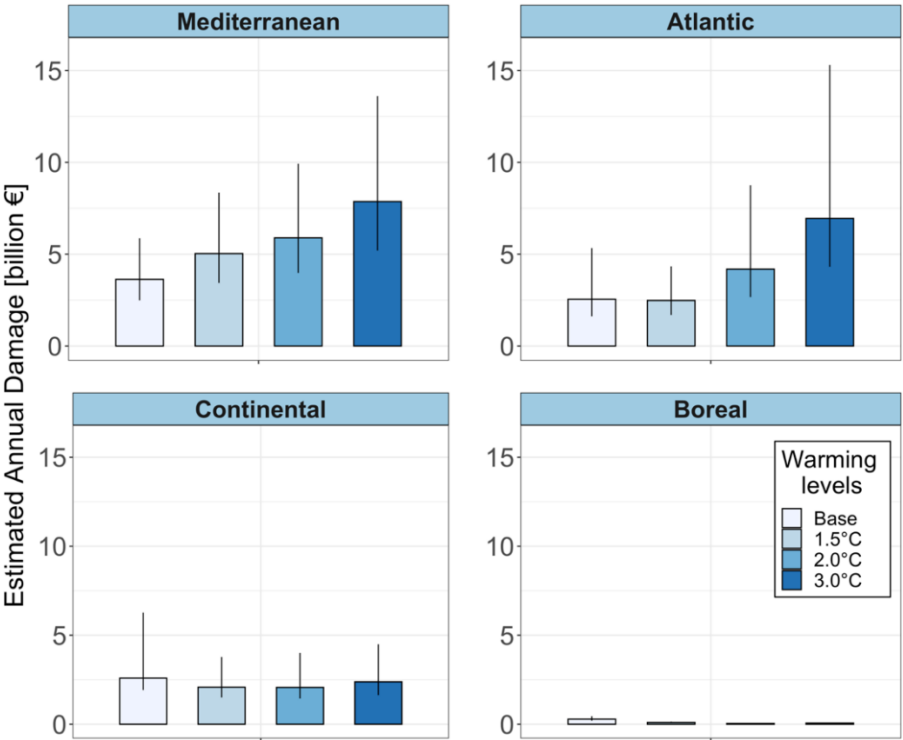 Mediterranean
Atlantic
Estimated Annual Damage [billion €]
15
10
5
0
15
10
5
0
Continental
Boreal
15
10
5
0
15
10
5
0
Warming
levels
Base
1.5°C
2.0°C
3.0°C